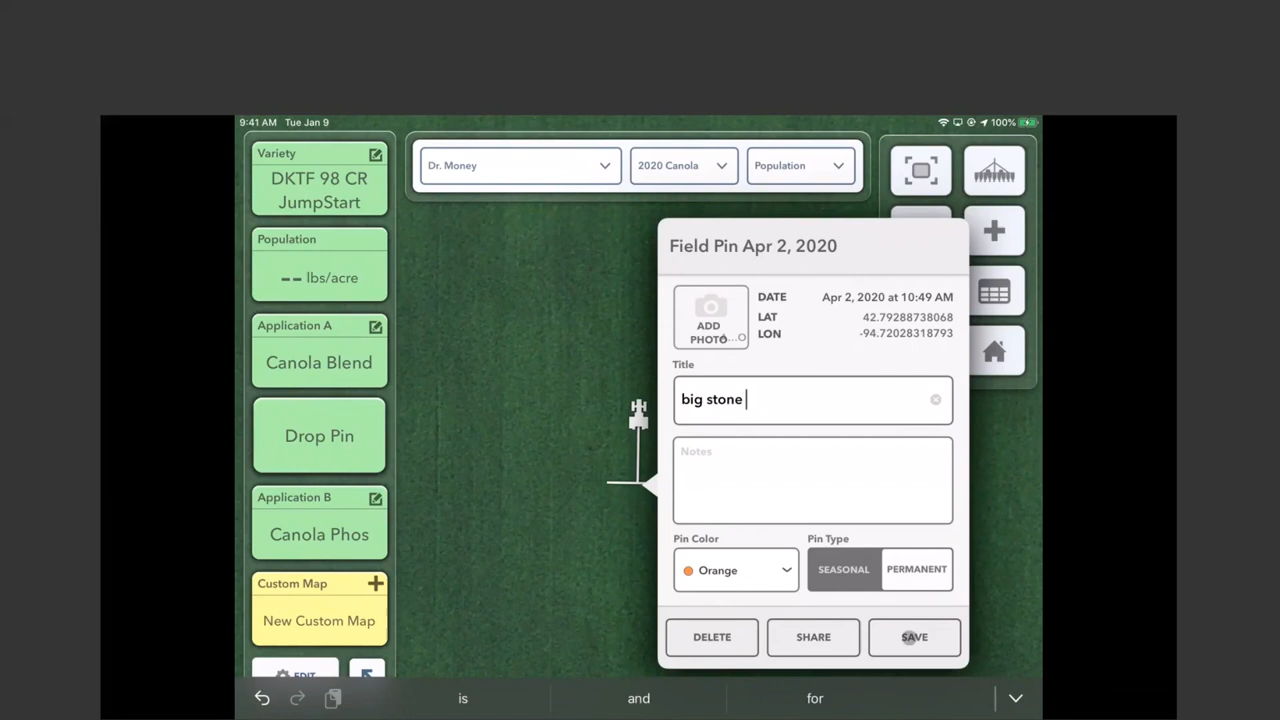 9:41 AM Tue Jan 9
100%
Variety
DKTF 98 CR
JumpStart
Population
-- lbs/acre
Application A
Canola Blend
Drop Pin
Application B
Canola Phos
Custom Map
New Custom Map
EDIT
Dr. Money
2020 Canola
Population
Field Pin Apr 2, 2020
ADD
PHOTO
DATE Apr 2, 2020 at 10:49 AM
LAT 42.79288738068
LON -94.72028318793
Title
big stone
Notes
Pin Color
Orange
Pin Type
SEASONAL PERMANENT
DELETE SHARE SAVE
is and for